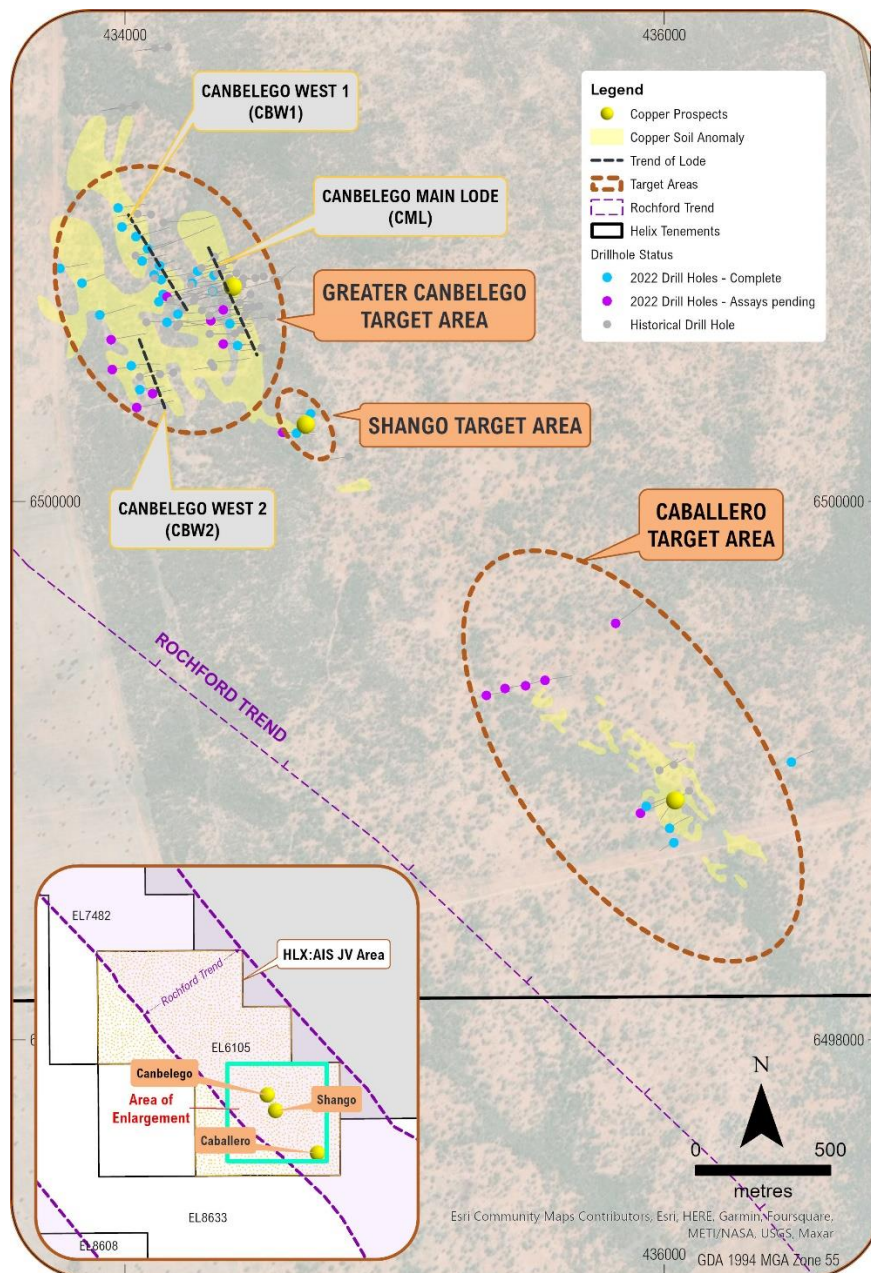 434000
436000
CANBELEGO WEST 1
(CBW1)
Legend
Copper Prospects
Copper Soil Anomaly
Trend of Lode
Target Areas
Rochford Trend
Helix Tenements
Drillhole Status
2022 Drill Holes - Complete
2022 Drill Holes - Assays pending
Historical Drill Hole
CANBELEGO MAIN LODE
(CML)
GREATER CANBELEGO
TARGET AREA
SHANGO TARGET AREA
6500000
6500000
CANBELEGO WEST 2
(CBW2)
CABALLERO
TARGET AREA
ROCHFORD TREND
EL7482
HLX:AIS JV Area
Rochford Trend
EL6105
Canbelego
Shango
Area of
Enlargement
Caballero
EL8633
EL8608
6498000
N
0 500
metres
Esri Community Maps Contributors, Esri, HERE, Garmin, Foursquare,
METI/NASA, USGS, Maxar
436000
GDA 1994 MGA Zone 55